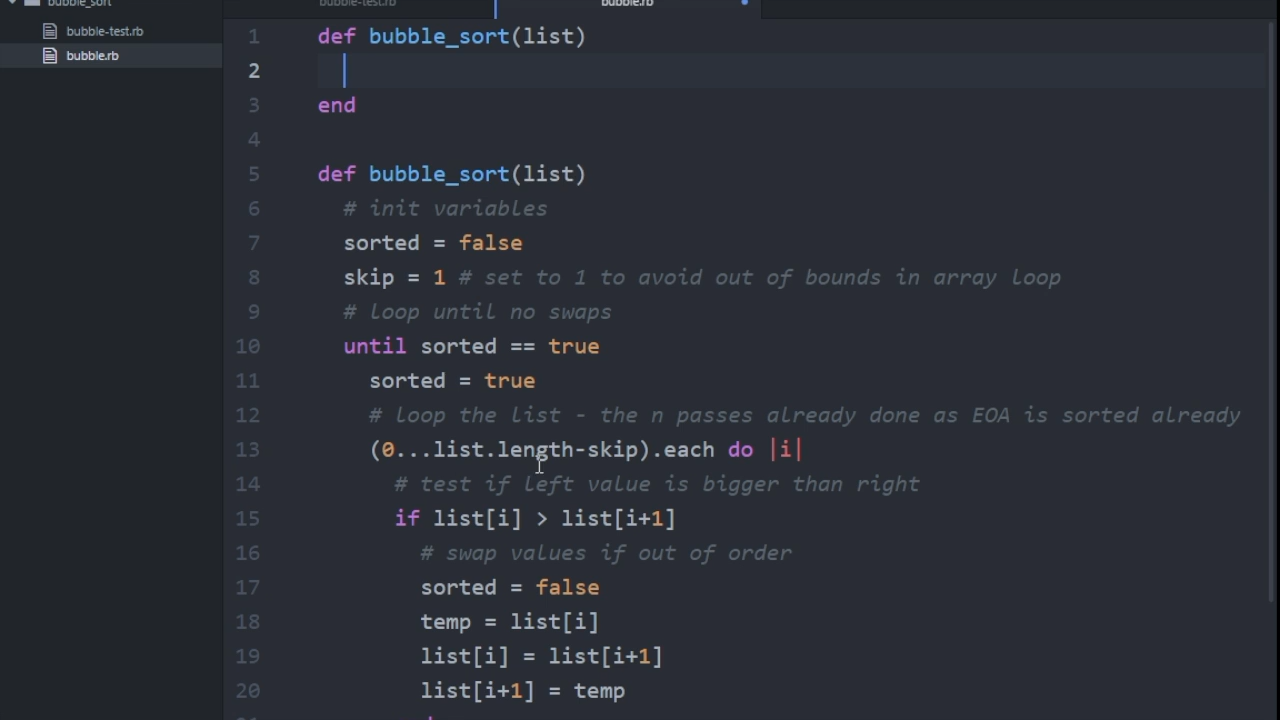 bubble_sort
bubble-test.rb
bubble.rb
bubble-test.rb
bubble.rb
1 def bubble_sort(list)
2
3 end
4
5 def bubble_sort(list)
6 # init variables
7 sorted = false
8 skip = 1 # set to 1 to avoid out of bounds in array loop
9 # loop until no swaps
10 until sorted == true
11 sorted = true
12 # loop the list - the n passes already done as EOA is sorted already
13 (0...list.length-skip).each do |i|
14 # test if left value is bigger than right
15 if list[i] > list[i+1]
16 # swap values if out of order
17 sorted = false
18 temp = list[i]
19 list[i] = list[i+1]
20 list[i+1] = temp